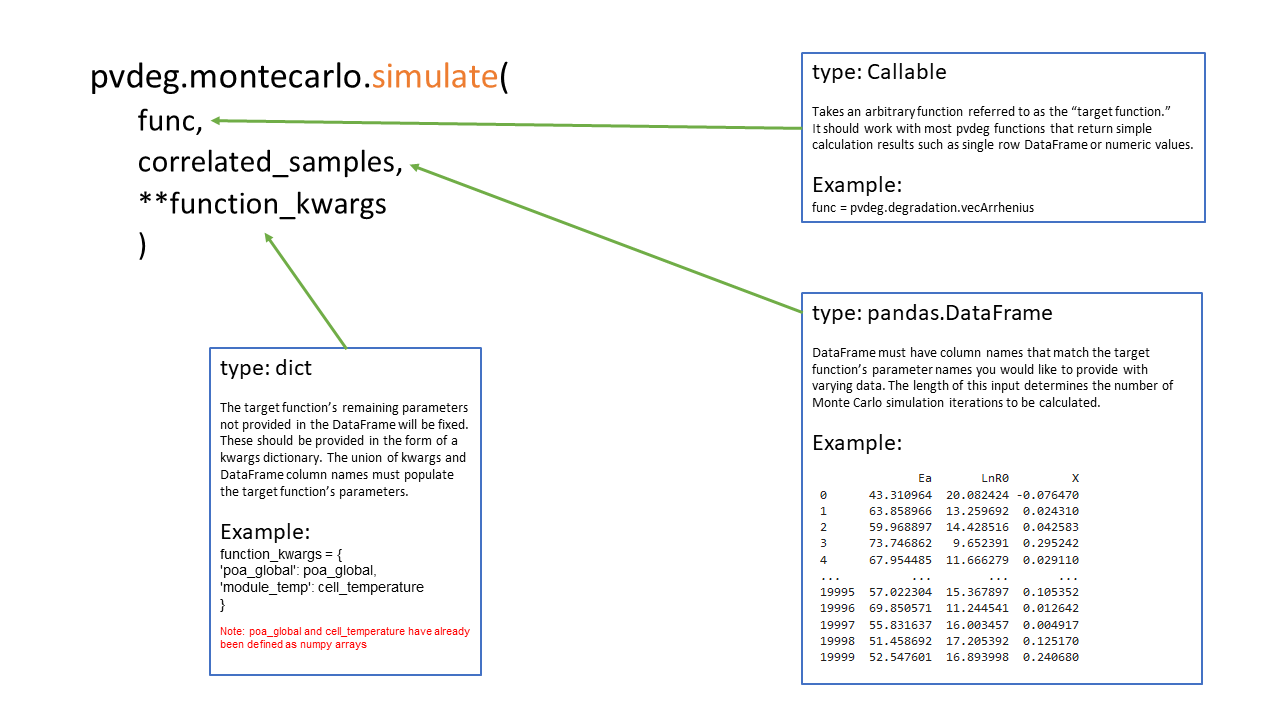 pvdeg.montecarlo.simulate(
func,
correlated_samples,
**function_kwargs
)
type: Callable
Takes an arbitrary function referred to as the “target function.”
It should work with most pvdeg functions that return simple
calculation results such as single row DataFrame or numeric values.
Example:
func = pvdeg.degradation.vecArrhenius
type: pandas.DataFrame
DataFrame must have column names that match the target
function’s parameter names you would like to provide with
varying data. The length of this input determines the number of
Monte Carlo simulation iterations to be calculated.
Example:
Ea LnR0 X
0 43.310964 20.082424 -0.076470
1 63.858966 13.259692 0.024310
2 59.968897 14.428516 0.042583
3 73.746862 9.652391 0.295242
4 67.954485 11.666279 0.029110
... ... ... ...
19995 57.022304 15.367897 0.105352
19996 69.850571 11.244541 0.012642
19997 55.831637 16.003457 0.004917
19998 51.458692 17.205392 0.125170
19999 52.547601 16.893998 0.240680
type: dict
The target function’s remaining parameters
not provided in the DataFrame will be fixed.
These should be provided in the form of a
kwargs dictionary. The union of kwargs and
DataFrame column names must populate
the target function’s parameters.
Example:
function_kwargs = {
'poa_global': poa_global,
'module_temp': cell_temperature
}
Note: poa_global and cell_temperature have already
been defined as numpy arrays